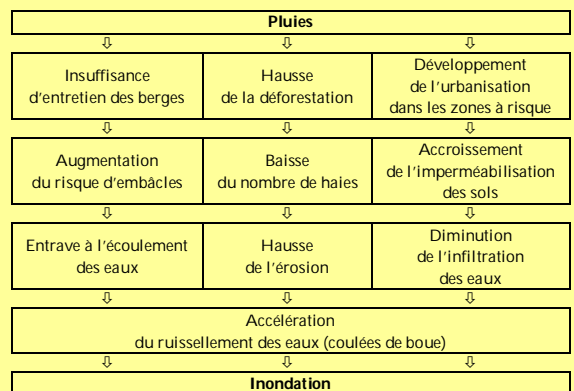 Pluies
⇩ ⇩ ⇩
Insuffisance
d'entretien des berges
Hausse
de la déforestation
Développement
de l'urbanisation
dans les zones à risque
⇩ ⇩ ⇩
Augmentation
du risque d'embâcles
Baisse
du nombre de haies
Accroissement
de l'imperméabilisation
des sols
⇩ ⇩ ⇩
Entrave à l'écoulement
des eaux
Hausse
de l'érosion
Diminution
de l'infiltration
des eaux
⇩ ⇩ ⇩
Accélération
du ruissellement des eaux (coulées de boue)
⇩ ⇩ ⇩
Inondation